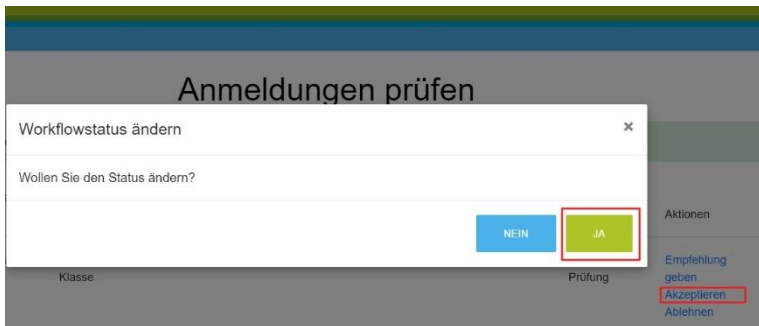 Anmeldungen prüfen
Workflowstatus ändern
×
Wollen Sie den Status ändern?
NEIN
JA
Aktionen
Klasse
Prüfung
Empfehlung
geben
Akzeptieren
Ablehnen